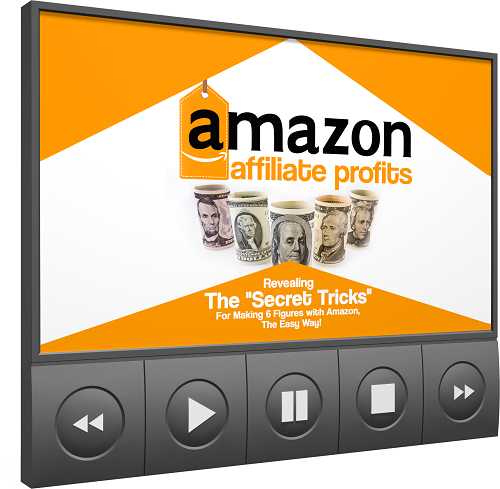 amazon
affiliate profits
Revealing
The "Secret Tricks"
For Making 6 Figures with Amazon,
The Easy Way!